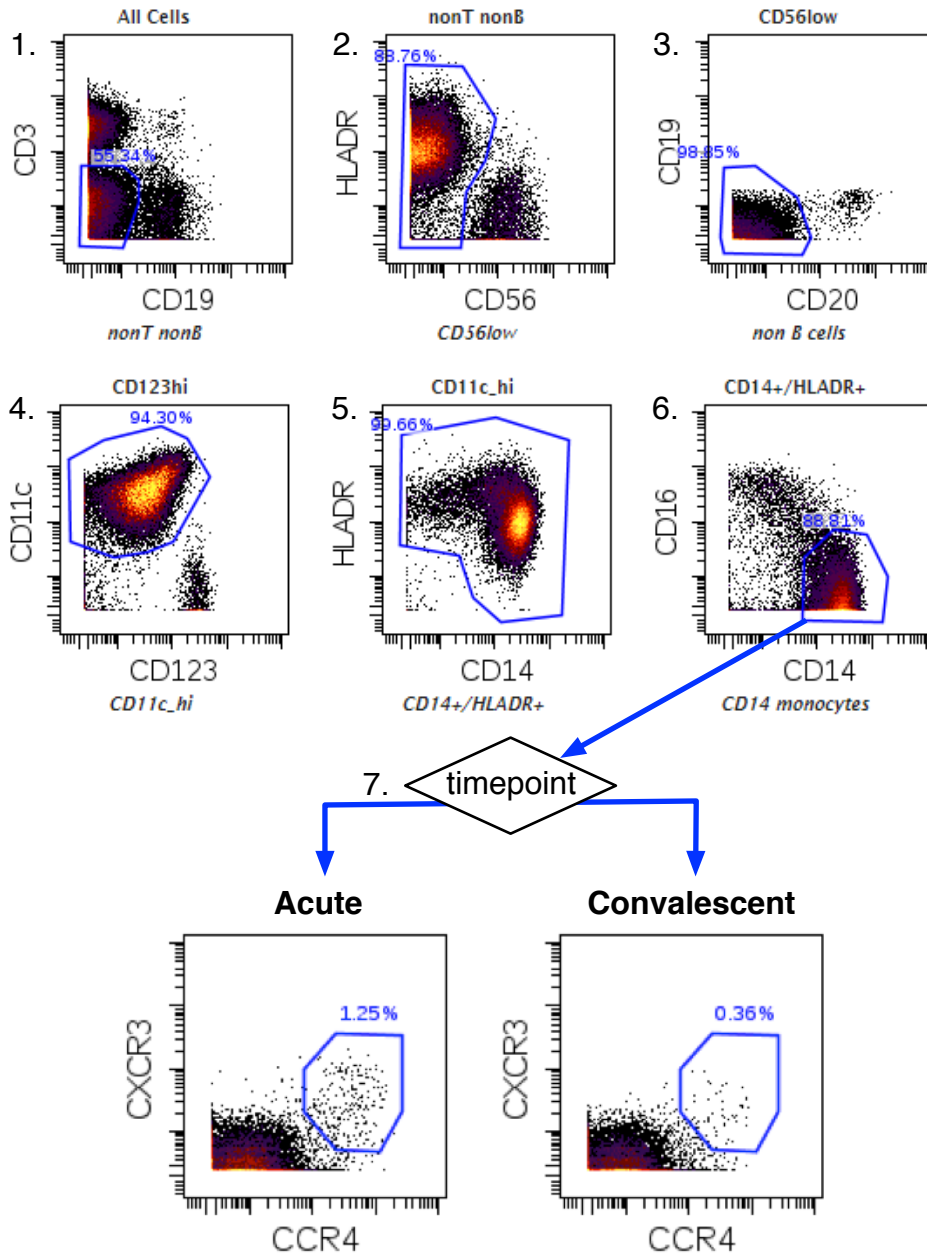 All Cells
1.
55.34%
CD3
CD19
nonT nonB
nonT nonB
2.
88.76%
HLADR
CD56
CD56low
CD56low
3.
98.85%
CD19
CD20
non B cells
CD123hi
4.
94.30%
CD11c
CD123
CD11c_hi
CD11c_hi
5.
99.66%
HLADR
CD14
CD14+/HLADR+
CD14+/HLADR+
6.
88.81%
CD16
CD14
CD14 monocytes
7.
timepoint
Acute
1.25%
CXCR3
CCR4
Convalescent
0.36%
CXCR3
CCR4